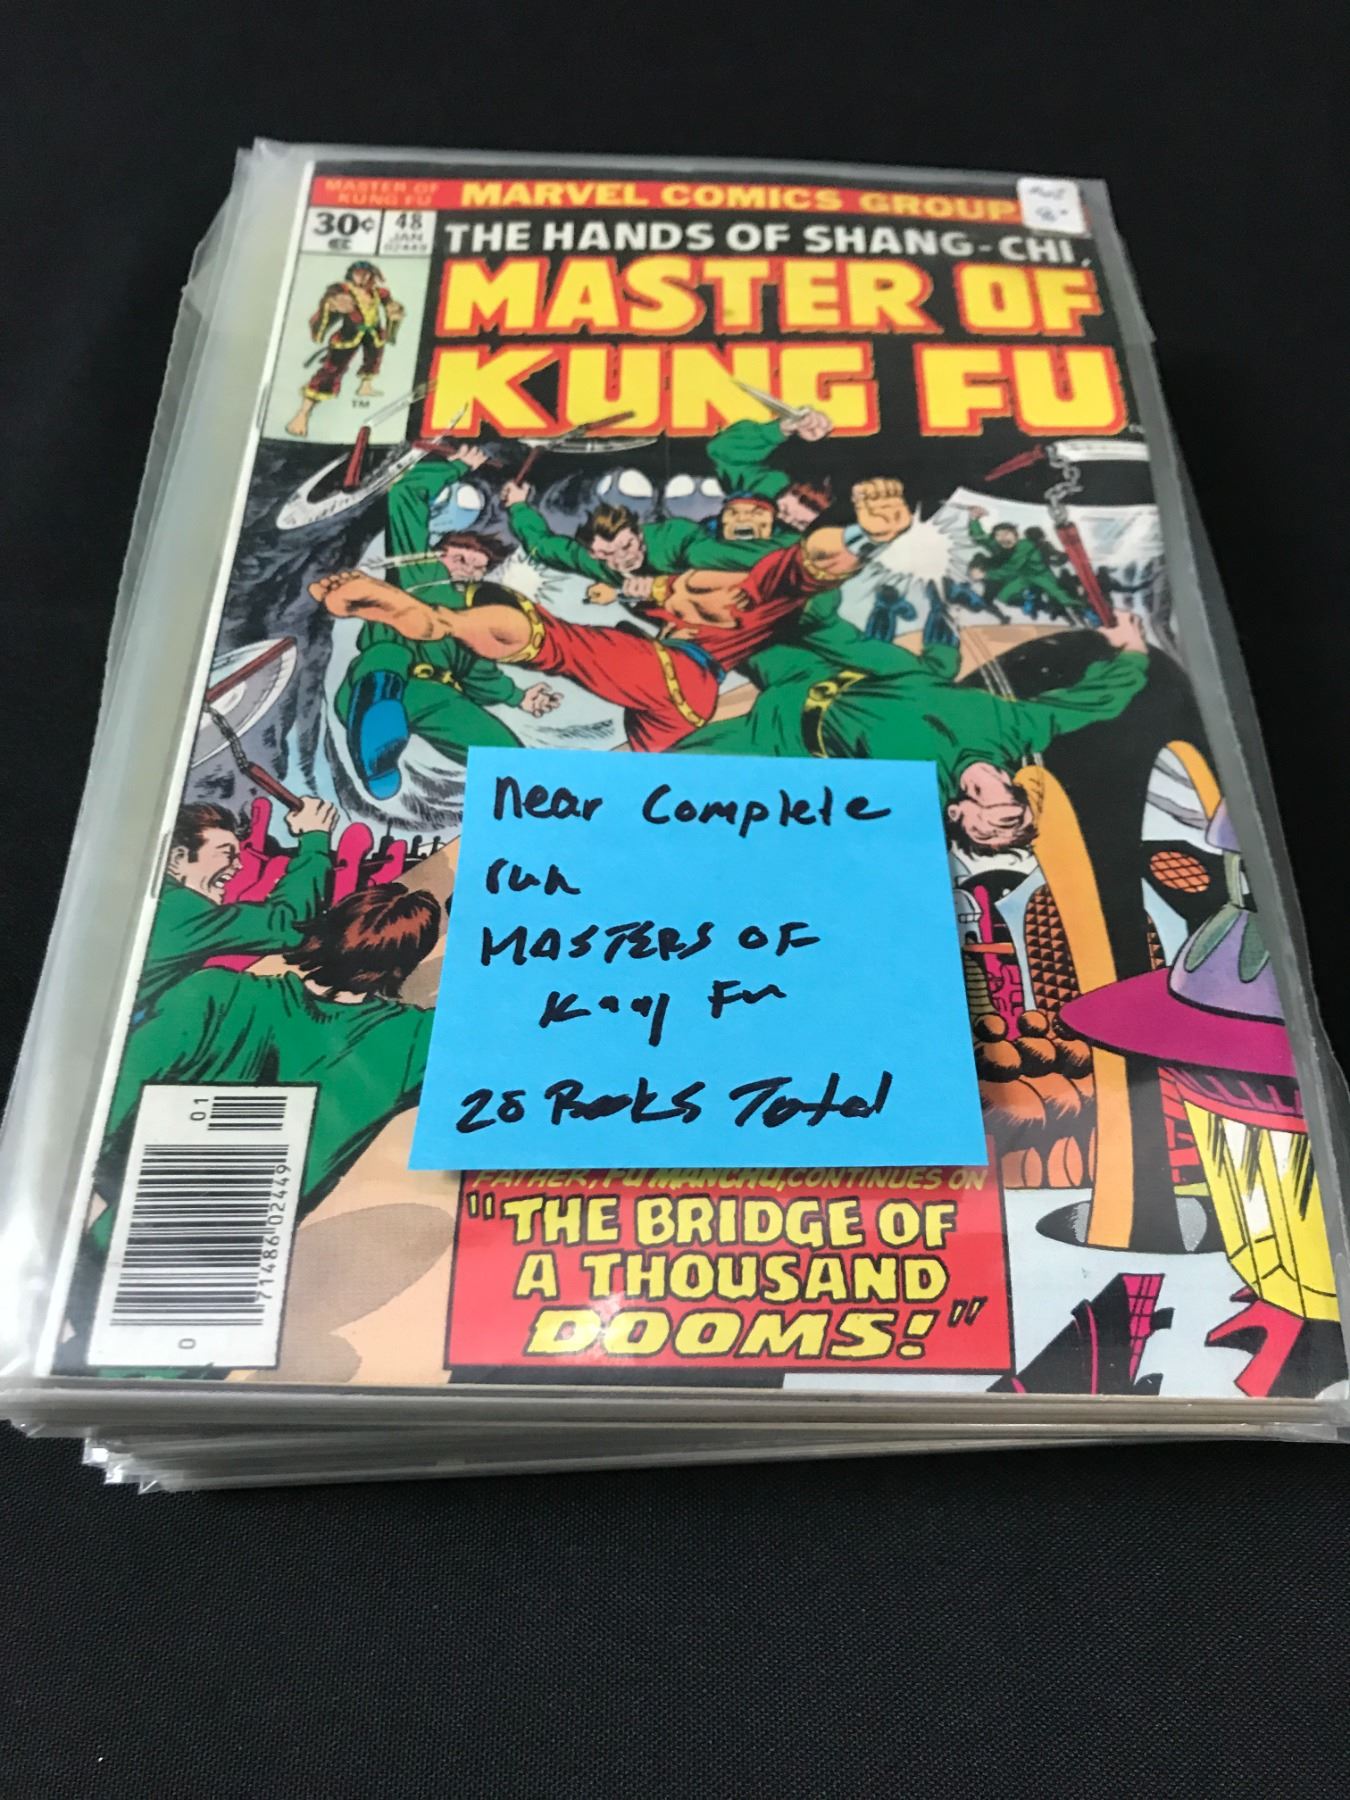 MASTER OF
KUNG FU
MARVEL COMICS GROUP
30¢
48
JAN
02449
THE HANDS OF SHANG-CHI,
MASTER OF
KUNG FU
TM
near Complete
run
MASTERS OF
Kung Fu
Books Total
FATHER, FU MANCHU, CONTINUES ON
"THE BRIDGE OF
A THOUSAND
DOOMS!"
01
71486 02449
0